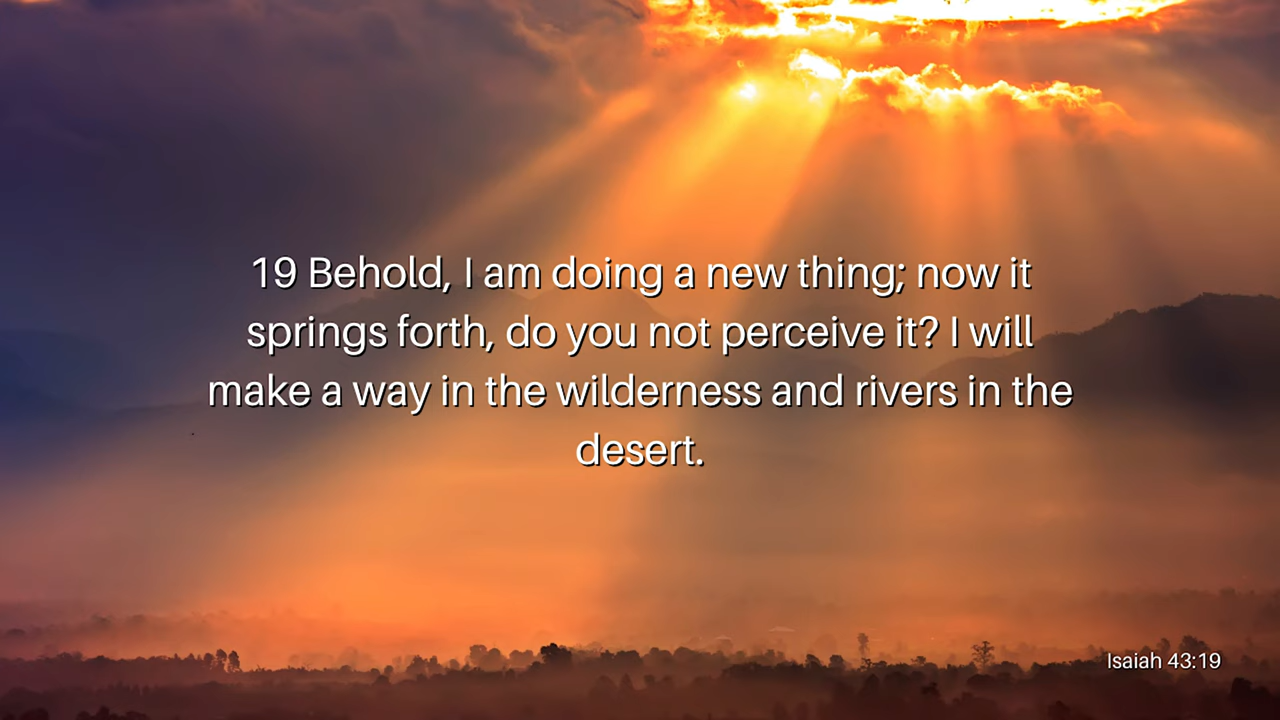 19 Behold, I am doing a new thing; now it
springs forth, do you not perceive it? I will
make a way in the wilderness and rivers in the
desert.
Isaiah 43:19